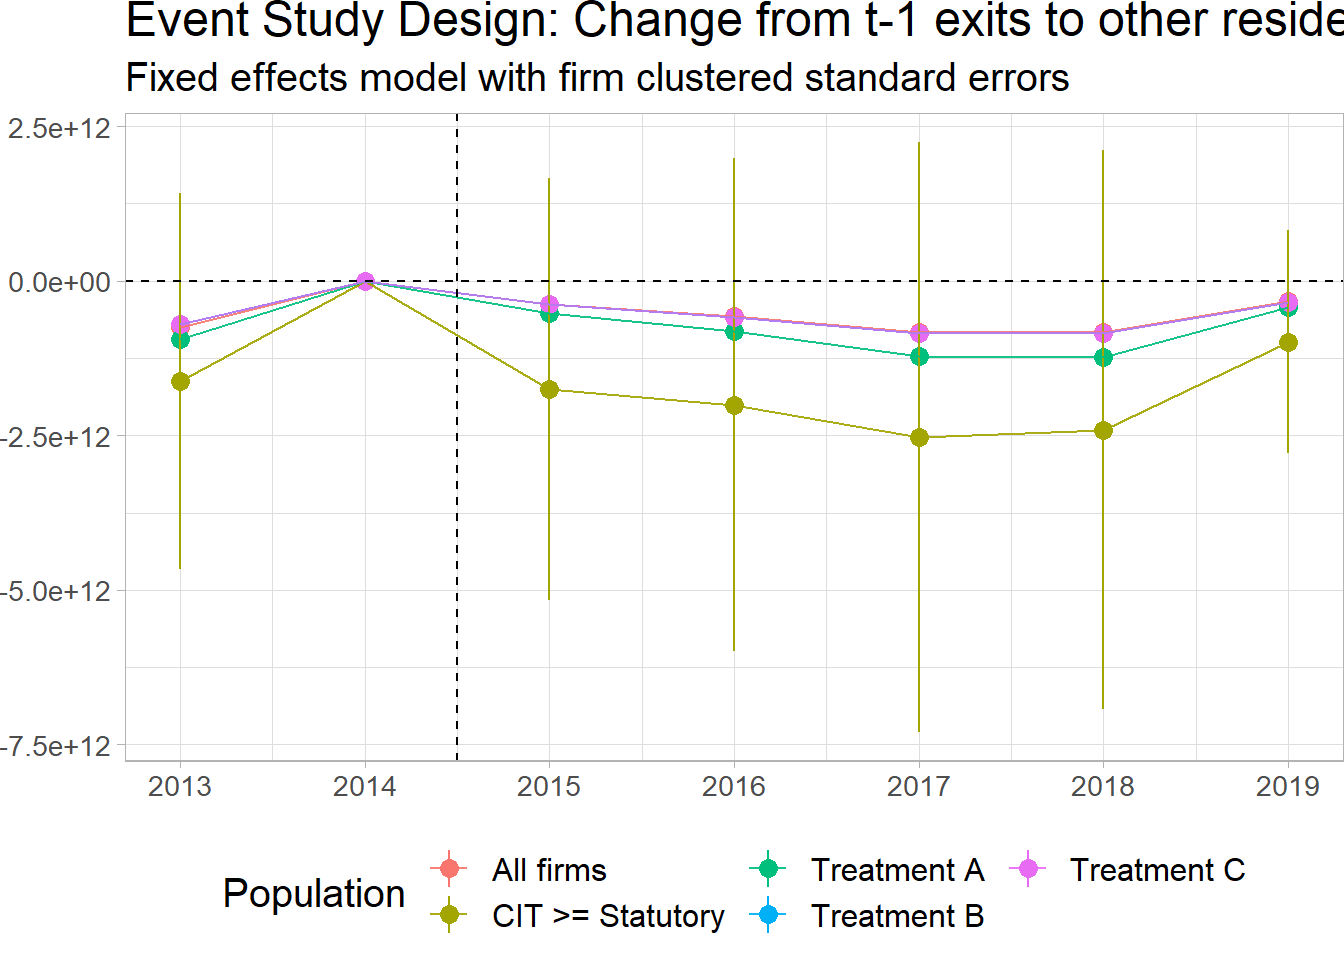 Event Study Design: Change from t-1 exits to other reside
Fixed effects model with firm clustered standard errors
2.5e+12
0.0e+00
-2.5e+12
-5.0e+12
-7.5e+12
2013 2014 2015 2016 2017 2018 2019
Population
All firms Treatment A Treatment C
CIT >= Statutory Treatment B